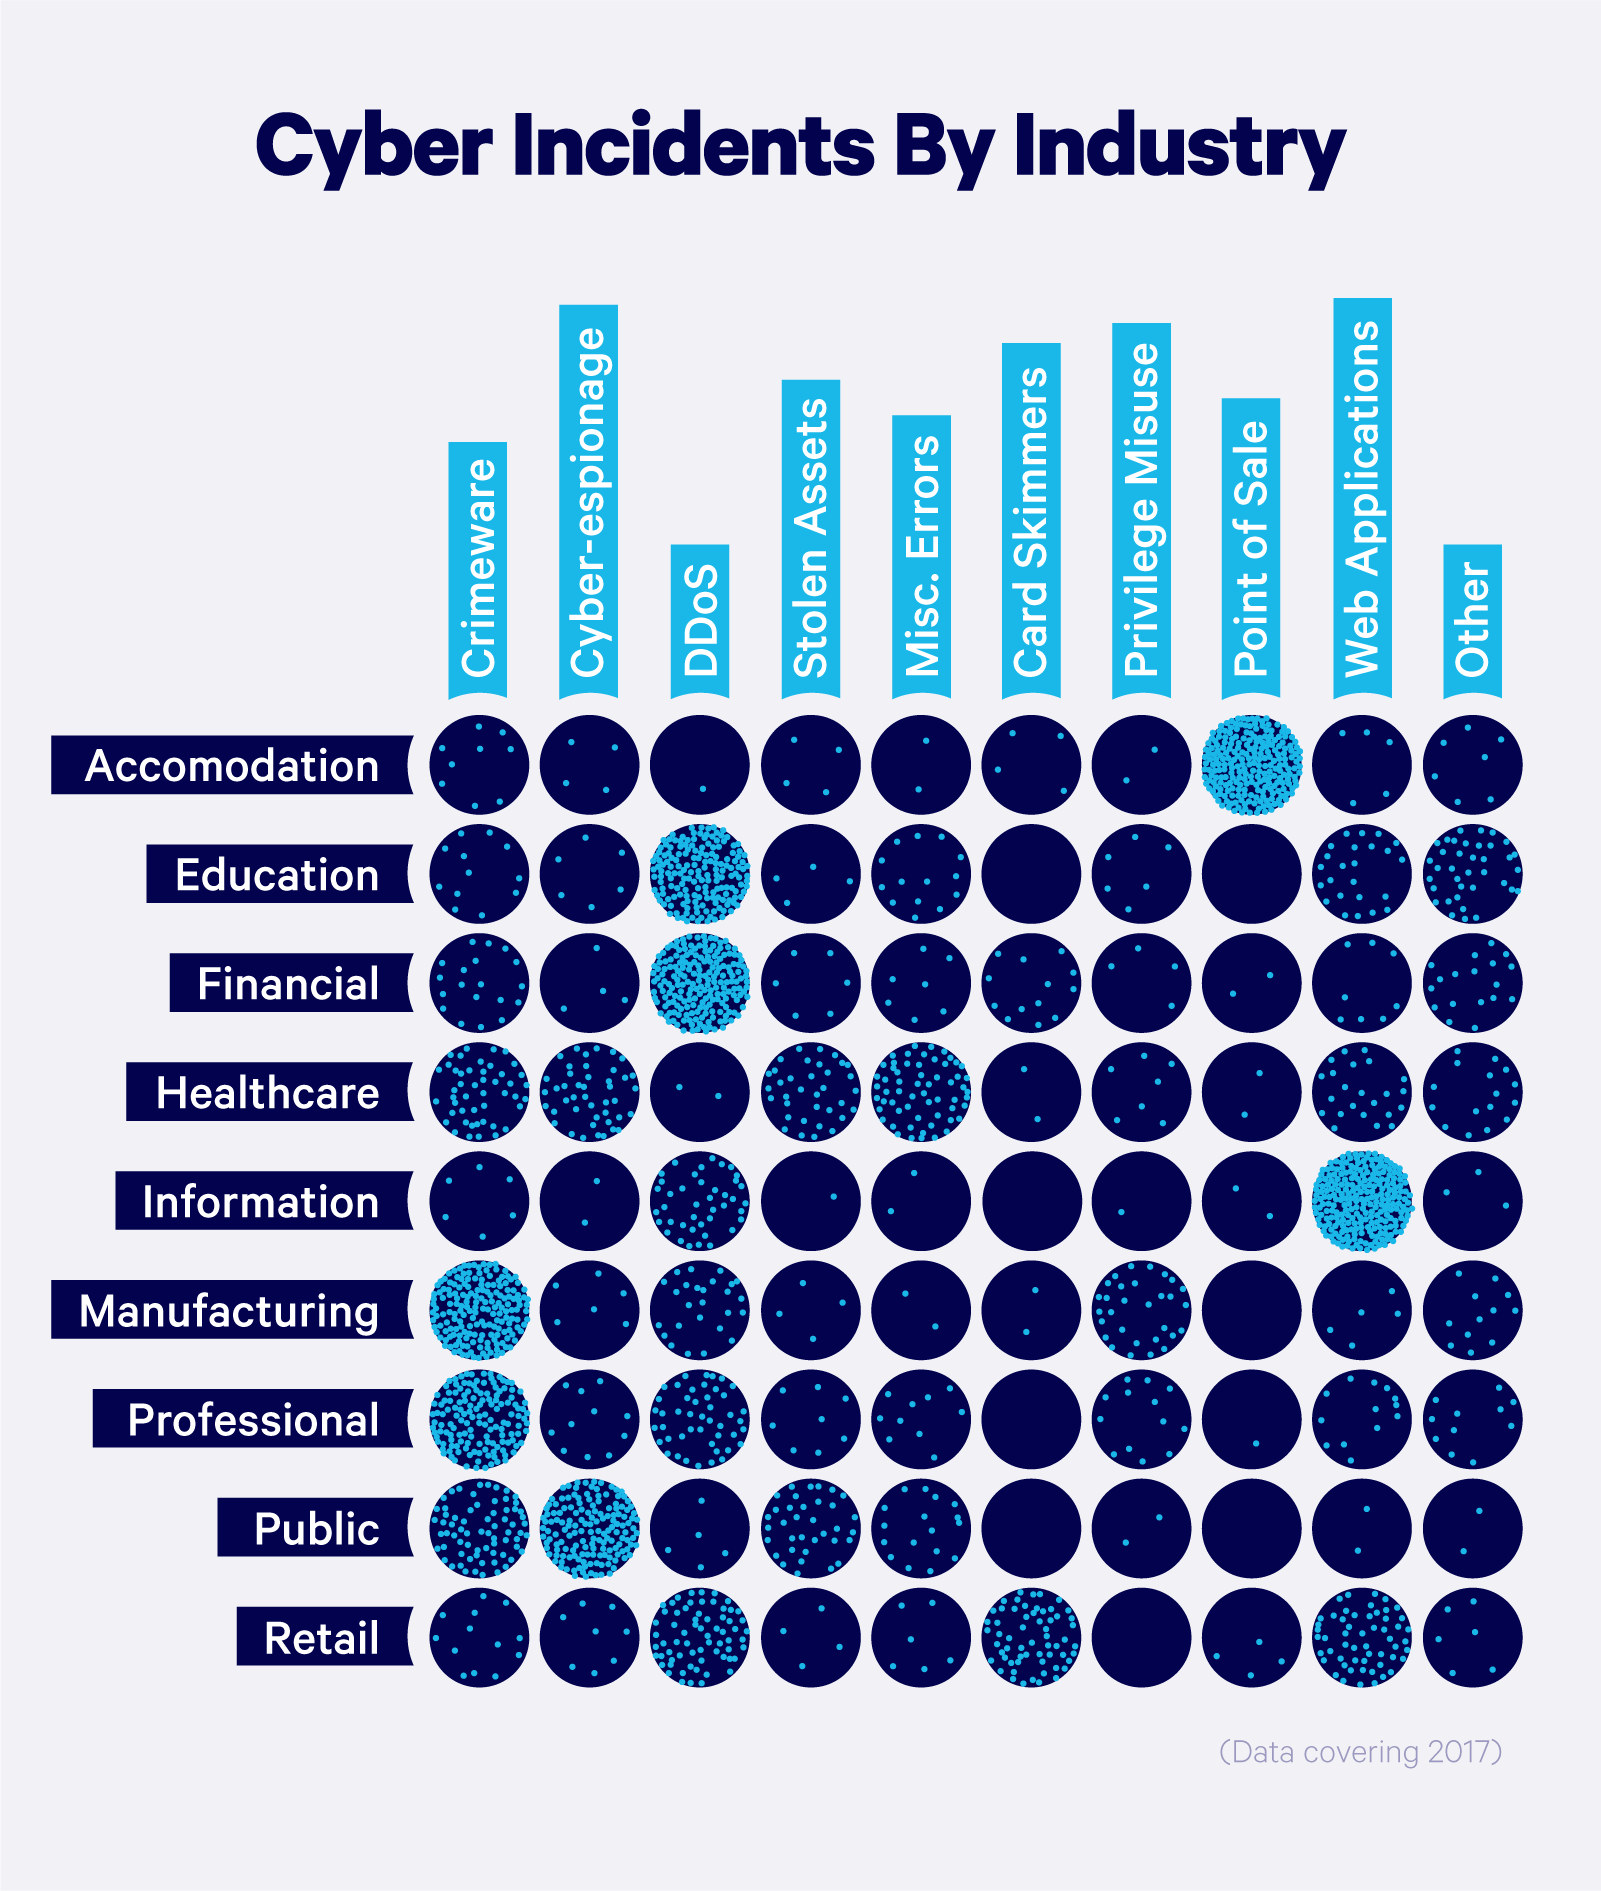 Cyber Incidents By Industry
Crimeware
Cyber-espionage
DDoS
Stolen Assets
Misc. Errors
Card Skimmers
Privilege Misuse
Point of Sale
Web Applications
Other
Accomodation
Education
Financial
Healthcare
Information
Manufacturing
Professional
Public
Retail
(Data covering 2017)